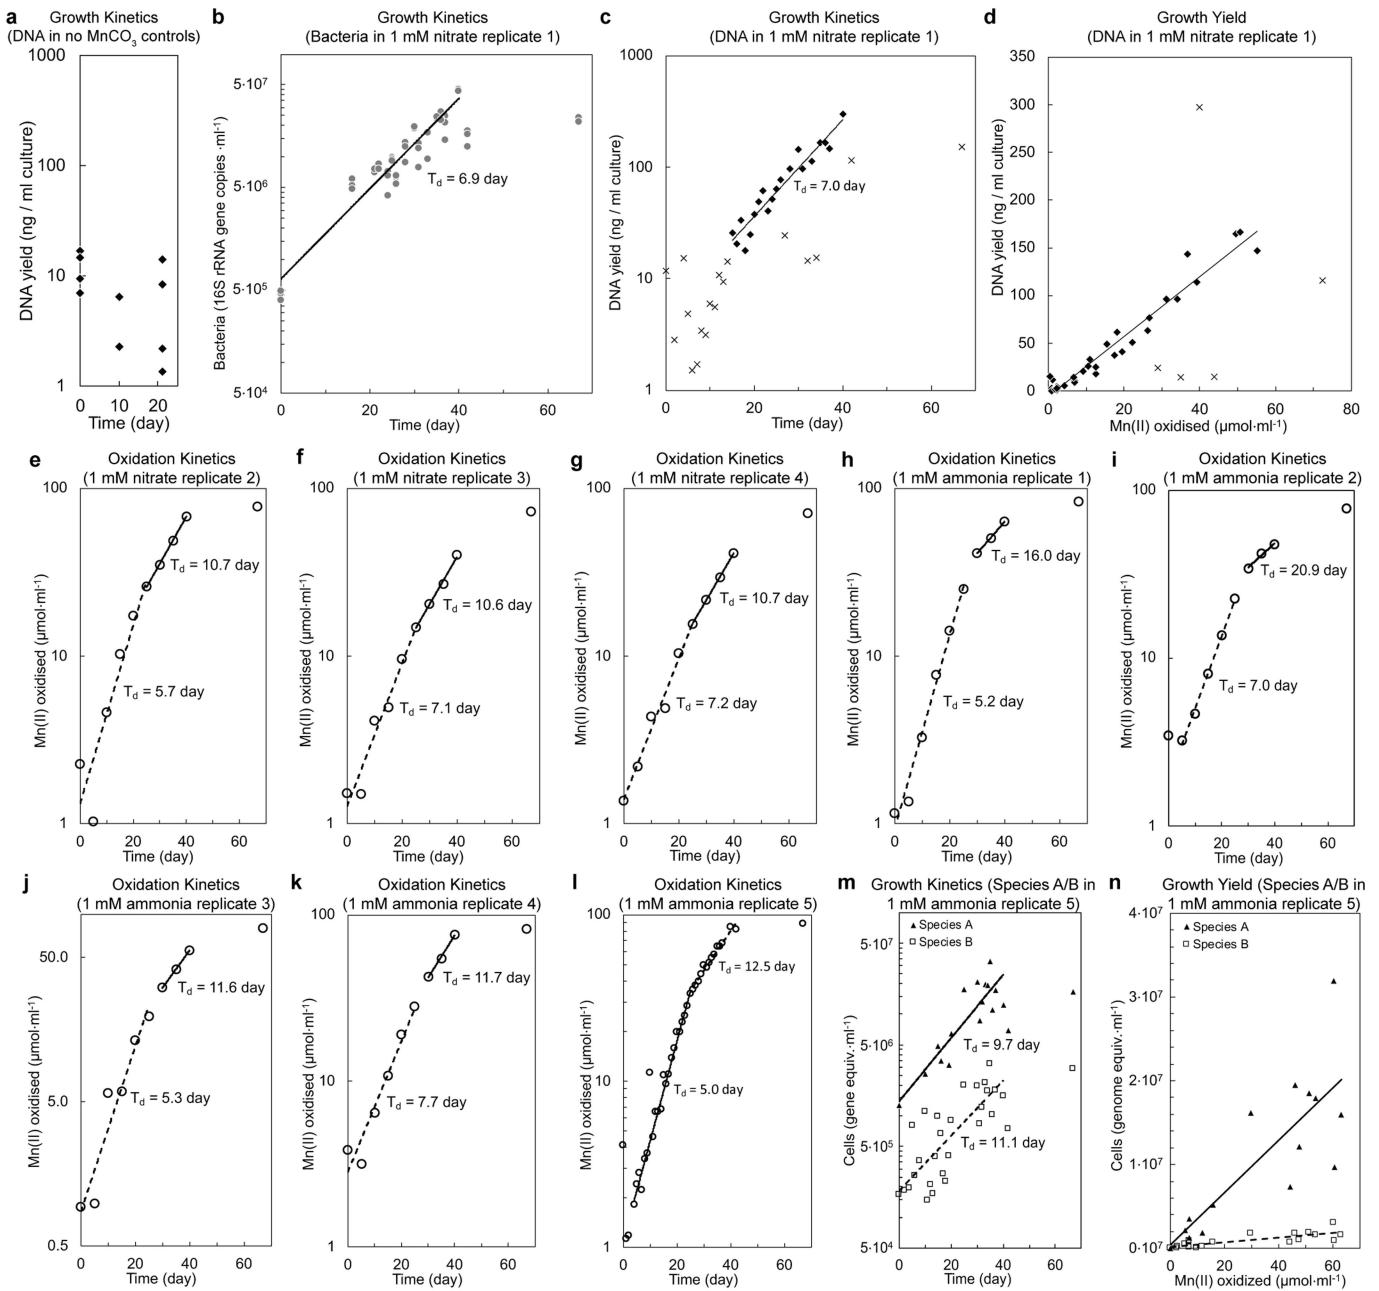 a
Growth Kinetics
(DNA in no MnCO3 controls)
DNA yield (ng / ml culture)
1000
100
10
1
0 10 20
Time (day)
b
Growth Kinetics
(Bacteria in 1 mM nitrate replicate 1)
Bacteria (16S rRNA gene copies ·ml-1)
5·10⁷
5·10⁶
5·10⁵
5·10⁴
Td = 6.9 day
0 20 40 60
Time (day)
c
Growth Kinetics
(DNA in 1 mM nitrate replicate 1)
DNA yield (ng / ml culture)
1000
100
10
1
Td = 7.0 day
0 20 40 60
Time (day)
d
Growth Yield
(DNA in 1 mM nitrate replicate 1)
DNA yield (ng / ml culture)
350
300
250
200
150
100
50
0
0 20 40 60 80
Mn(II) oxidised (µmol·ml-1)
e
Oxidation Kinetics
(1 mM nitrate replicate 2)
Mn(II) oxidised (µmol·ml-1)
100
10
1
Td = 10.7 day
Td = 5.7 day
0 20 40 60
Time (day)
f
Oxidation Kinetics
(1 mM nitrate replicate 3)
Mn(II) oxidised (µmol·ml-1)
100
10
1
Td = 10.6 day
Td = 7.1 day
0 20 40 60
Time (day)
g
Oxidation Kinetics
(1 mM nitrate replicate 4)
Mn(II) oxidised (µmol·ml-1)
100
10
1
Td = 10.7 day
Td = 7.2 day
0 20 40 60
Time (day)
h
Oxidation Kinetics
(1 mM ammonia replicate 1)
Mn(II) oxidised (µmol·ml-1)
100
10
1
Td = 16.0 day
Td = 5.2 day
0 20 40 60
Time (day)
i
Oxidation Kinetics
(1 mM ammonia replicate 2)
Mn(II) oxidised (µmol·ml-1)
100
10
1
Td = 20.9 day
Td = 7.0 day
0 20 40 60
Time (day)
j
Oxidation Kinetics
(1 mM ammonia replicate 3)
Mn(II) oxidised (µmol·ml-1)
50.0
5.0
0.5
Td = 11.6 day
Td = 5.3 day
0 20 40 60
Time (day)
k
Oxidation Kinetics
(1 mM ammonia replicate 4)
Mn(II) oxidised (µmol·ml-1)
100
10
1
Td = 11.7 day
Td = 7.7 day
0 20 40 60
Time (day)
l
Oxidation Kinetics
(1 mM ammonia replicate 5)
Mn(II) oxidised (µmol·ml-1)
100
10
1
Td = 12.5 day
Td = 5.0 day
0 20 40 60
Time (day)
m
Growth Kinetics (Species A/B in
1 mM ammonia replicate 5)
Cells (gene equiv.·ml-1)
Species A
Species B
5·10⁷
5·10⁶
5·10⁵
5·10⁴
Td = 9.7 day
Td = 11.1 day
0 20 40 60
Time (day)
n
Growth Yield (Species A/B in
1 mM ammonia replicate 5)
Cells (genome equiv.·ml-1)
Species A
Species B
4·10⁷
3·10⁷
2·10⁷
1·10⁷
0·10⁷
0 20 40 60
Mn(II) oxidized (µmol·ml-1)